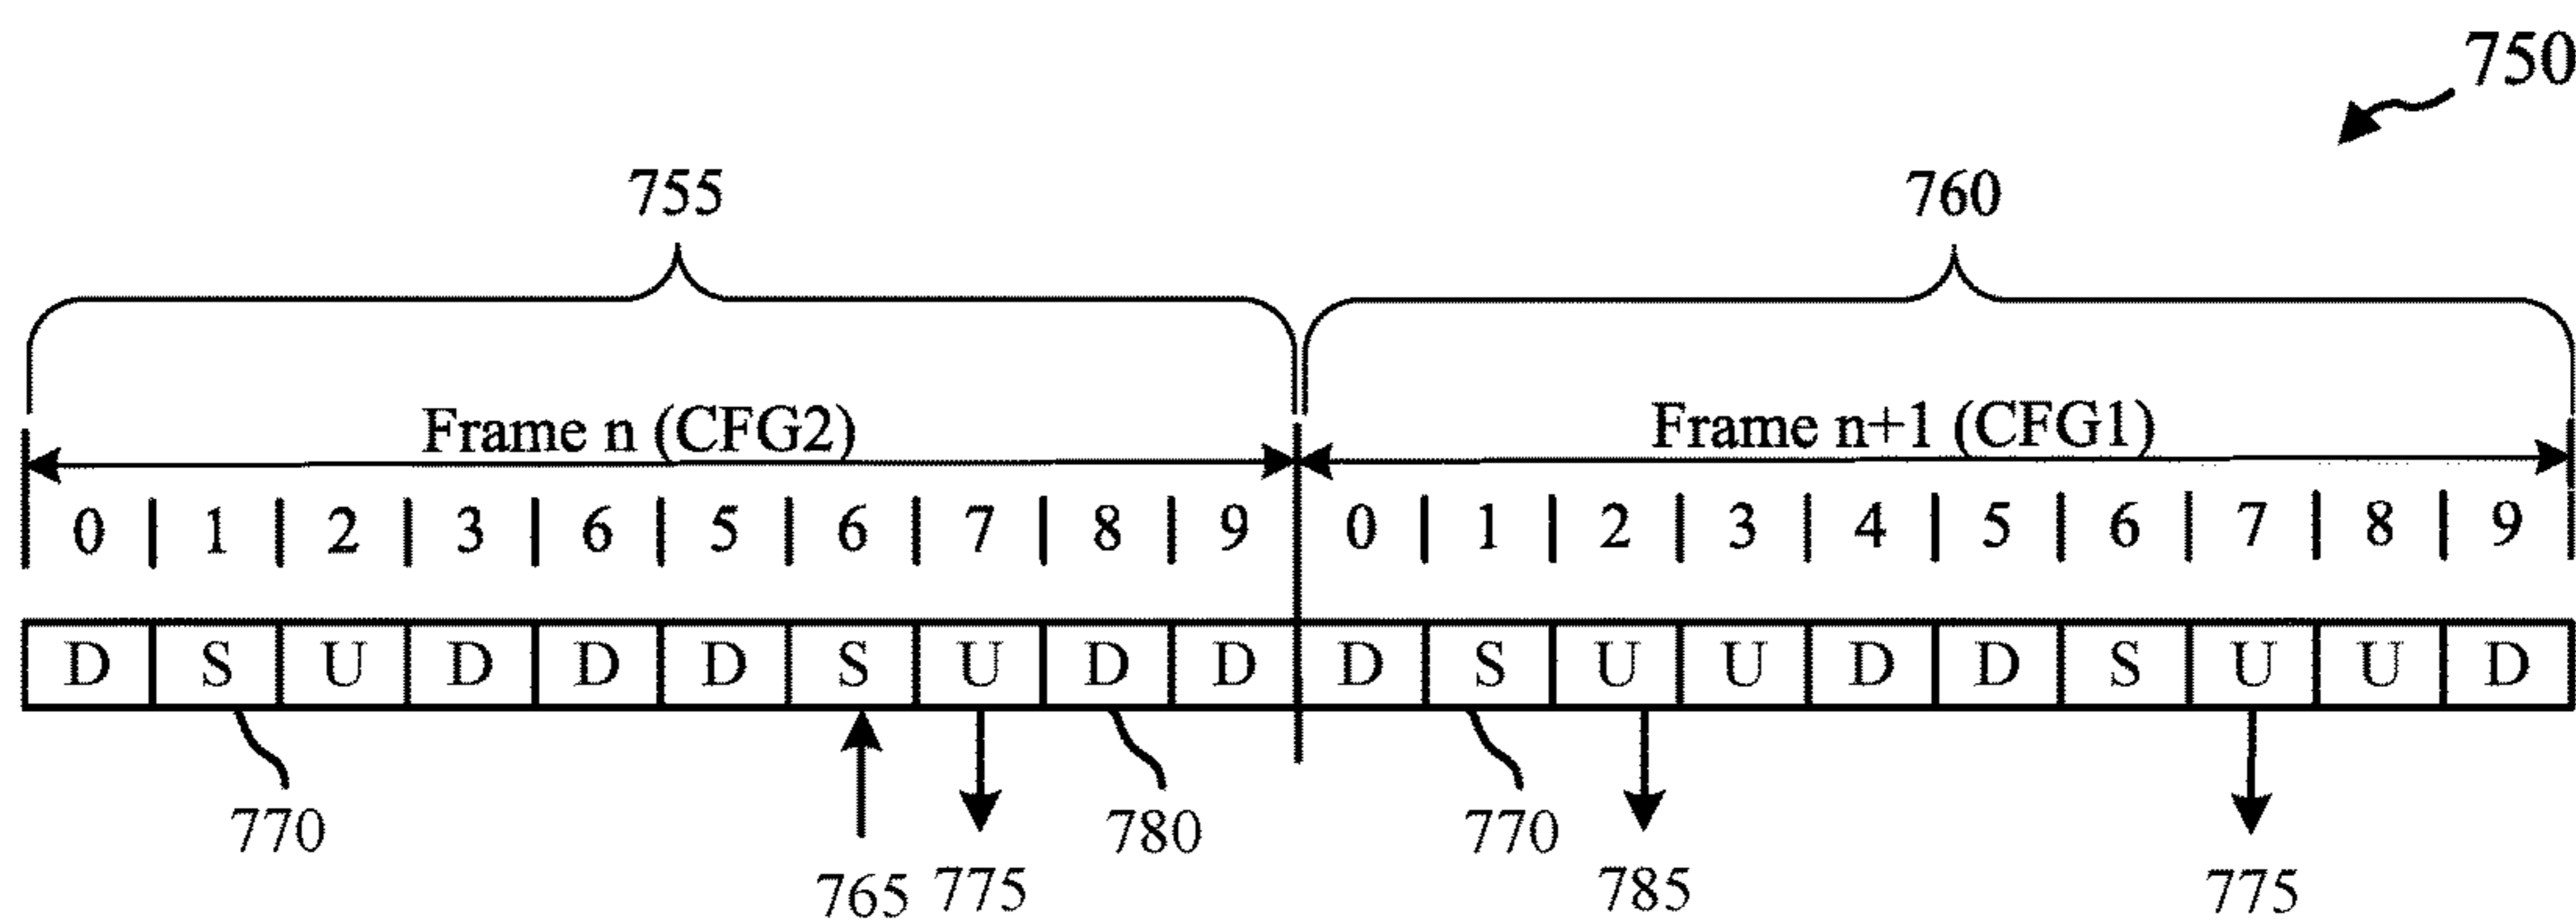 750
755 760
Frame n (CFG2) Frame n+1 (CFG1)
0 | 1 | 2 | 3 | 6 | 5 | 6 | 7 | 8 | 9 0 | 1 | 2 | 3 | 4 | 5 | 6 | 7 | 8 | 9
D S U D D D S U D D D S U U D D S U U D
770 780 770
765 775 785 775